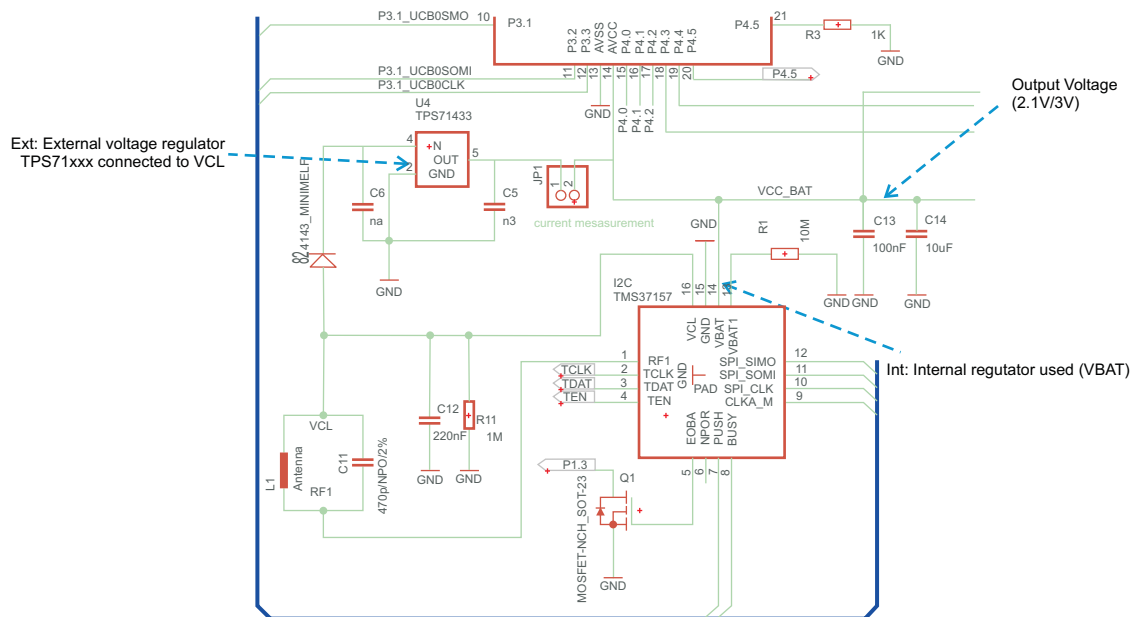 P3.1_UCB0SMO
10
P3.1
P3.2
P3.3
AVSS
AVCC
P4.0
P4.1
P4.2
P4.3
P4.4
P4.5
P4.5
21
R3
1K
GND
P3.1_UCB0SOMI
P3.1_UCB0CLK
11
12
13
14
15
16
17
18
19
20
P4.5
GND
P4.0
P4.1
P4.2
Output Voltage
(2.1V/3V)
U4
TPS71433
Ext: External voltage regulator
TPS71xxx connected to VCL
4
2
N
OUT
GND
5
JP1
1
2
current mesasurement
C6
na
C5
n3
GND
4143_MINIMELF
VCC_BAT
GND
R1
10M
C13
100nF
C14
10uF
GND
GND
GND
I2C
TMS37157
16
15
14
VCL
GND
VBAT
VBAT1
Int: Internal regutator used (VBAT)
1
2
3
4
TCLK
TDAT
TEN
RF1
TCLK
TDAT
TEN
GND
PAD
SPI_SIMO
SPI_SOMI
SPI_CLK
CLKA_M
12
11
10
9
EOBA
NPOR
PUSH
BUSY
5
6
7
8
C12
220nF
R11
1M
GND
GND
VCL
L1
Antenna
RF1
C11
470p/NPO/2%
P1.3
Q1
MOSFET-NCH_SOT-23
GND